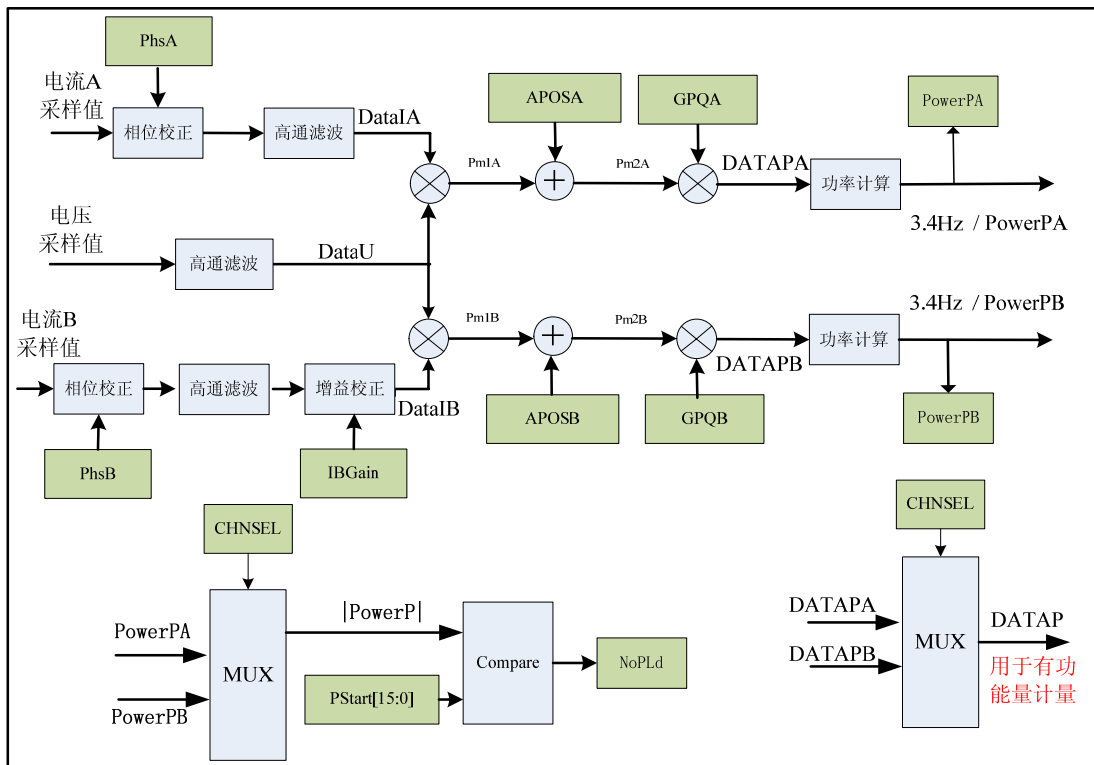 PhsA
电流A
采样值
相位校正
高通滤波
DataIA
Pm1A
APOSA
Pm2A
GPQA
DATAPA
功率计算
PowerPA
3.4Hz / PowerPA
电压
采样值
高通滤波
DataU
电流B
采样值
相位校正
PhsB
高通滤波
增益校正
IBGain
DataIB
Pm1B
APOSB
Pm2B
GPQB
DATAPB
功率计算
3.4Hz / PowerPB
PowerPB
CHNSEL
PowerPA
PowerPB
MUX
|PowerP|
PStart[15:0]
Compare
NoPLd
CHNSEL
DATAPA
DATAPB
MUX
DATAP
用于有功
能量计量